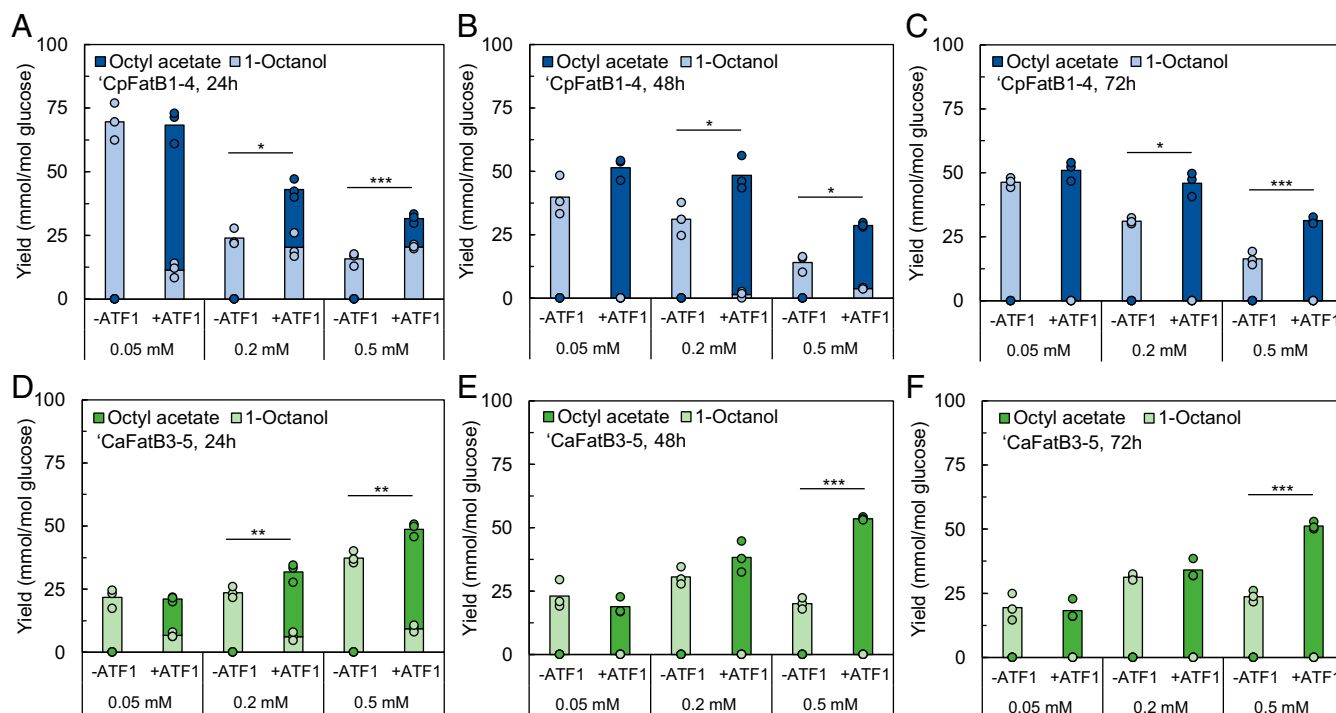 A
100
75
50
25
0
Yield (mmol/mol glucose)
Octyl acetate 1-Octanol
‘CpFatB1-4, 24h
*
***
-ATF1 +ATF1 -ATF1 +ATF1 -ATF1 +ATF1
0.05 mM 0.2 mM 0.5 mM
B
100
75
50
25
0
Yield (mmol/mol glucose)
Octyl acetate 1-Octanol
‘CpFatB1-4, 48h
*
*
-ATF1 +ATF1 -ATF1 +ATF1 -ATF1 +ATF1
0.05 mM 0.2 mM 0.5 mM
C
100
75
50
25
0
Yield (mmol/mol glucose)
Octyl acetate 1-Octanol
‘CpFatB1-4, 72h
*
***
-ATF1 +ATF1 -ATF1 +ATF1 -ATF1 +ATF1
0.05 mM 0.2 mM 0.5 mM
D
100
75
50
25
0
Yield (mmol/mol glucose)
Octyl acetate 1-Octanol
‘CaFatB3-5, 24h
**
**
-ATF1 +ATF1 -ATF1 +ATF1 -ATF1 +ATF1
0.05 mM 0.2 mM 0.5 mM
E
100
75
50
25
0
Yield (mmol/mol glucose)
Octyl acetate 1-Octanol
‘CaFatB3-5, 48h
***
-ATF1 +ATF1 -ATF1 +ATF1 -ATF1 +ATF1
0.05 mM 0.2 mM 0.5 mM
F
100
75
50
25
0
Yield (mmol/mol glucose)
Octyl acetate 1-Octanol
‘CaFatB3-5, 72h
***
-ATF1 +ATF1 -ATF1 +ATF1 -ATF1 +ATF1
0.05 mM 0.2 mM 0.5 mM